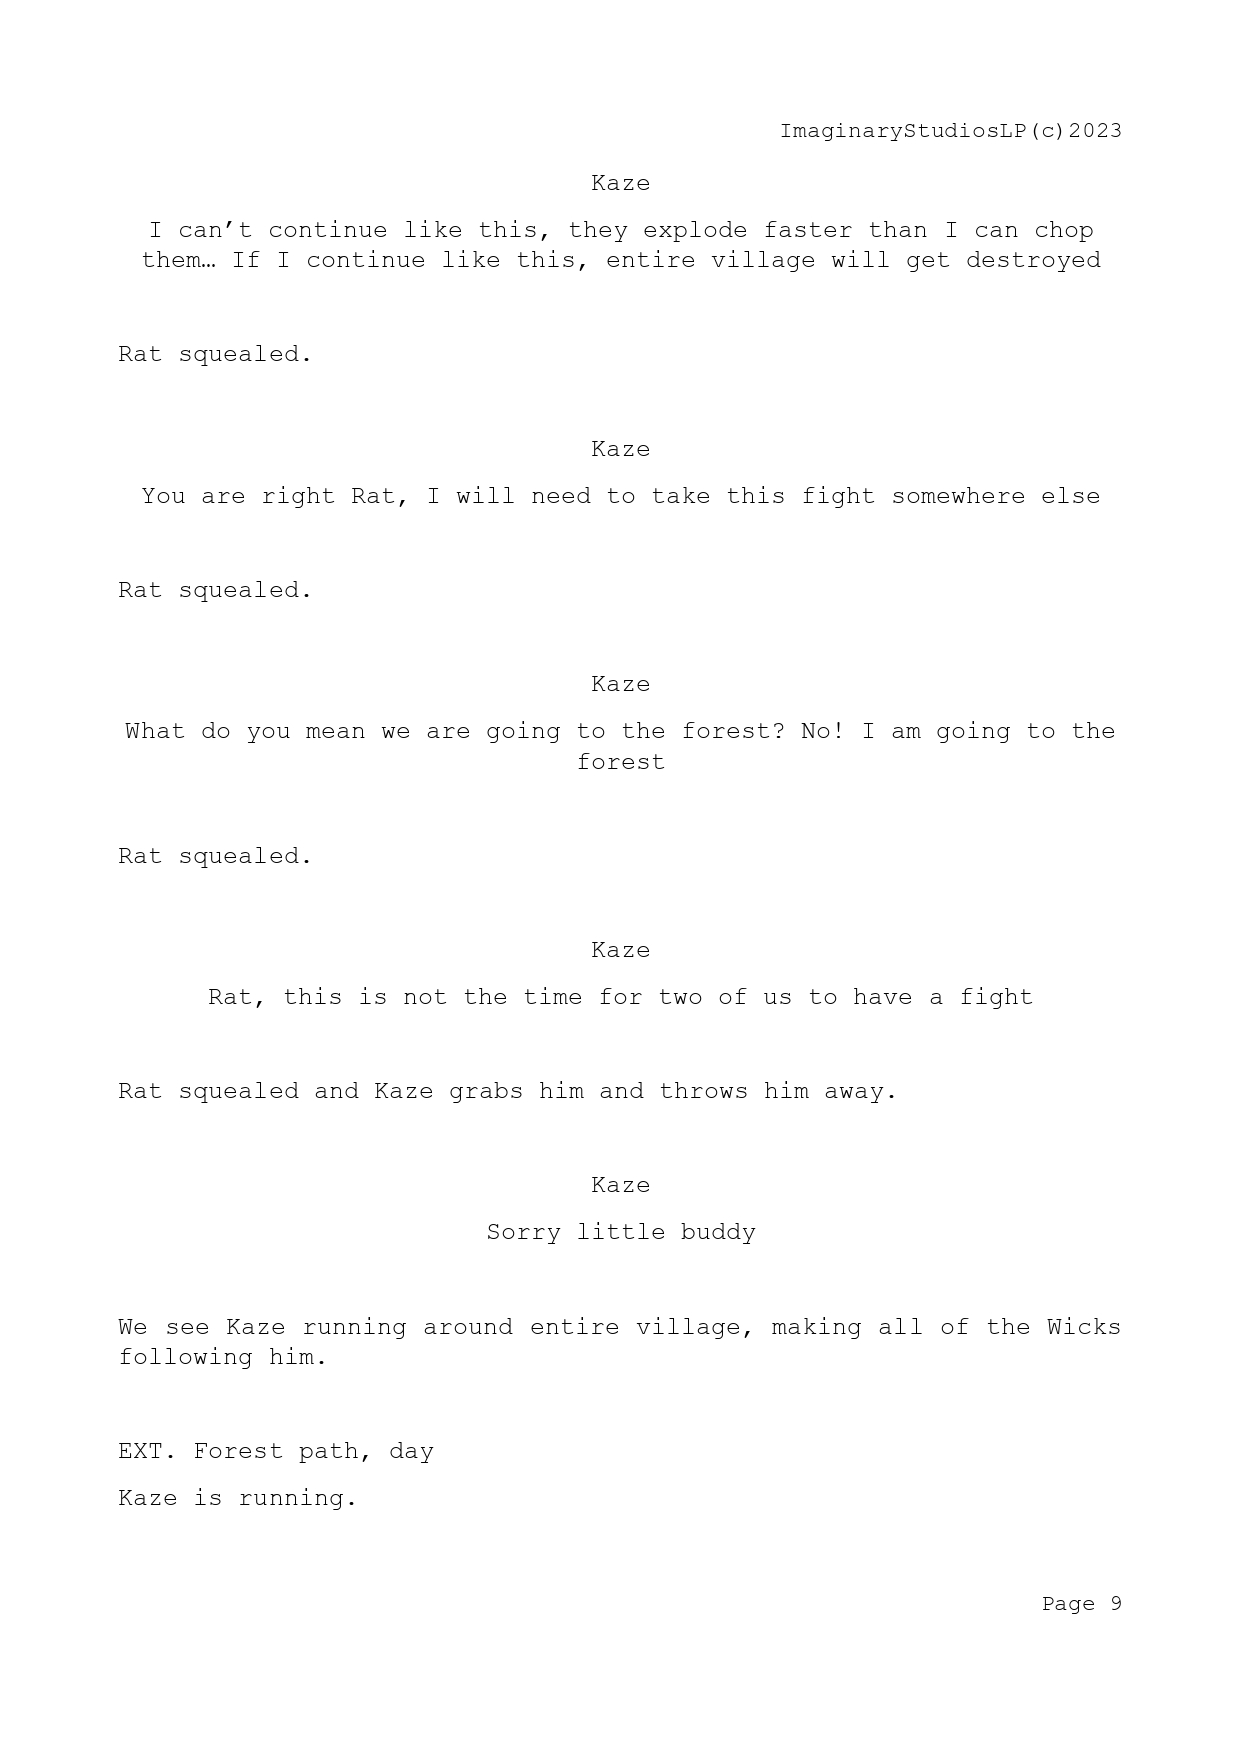 ImaginaryStudiosLP(c)2023
Kaze
I can’t continue like this, they explode faster than I can chop
them… If I continue like this, entire village will get destroyed
Rat squealed.
Kaze
You are right Rat, I will need to take this fight somewhere else
Rat squealed.
Kaze
What do you mean we are going to the forest? No! I am going to the
forest
Rat squealed.
Kaze
Rat, this is not the time for two of us to have a fight
Rat squealed and Kaze grabs him and throws him away.
Kaze
Sorry little buddy
We see Kaze running around entire village, making all of the Wicks
following him.
EXT. Forest path, day
Kaze is running.
Page 9